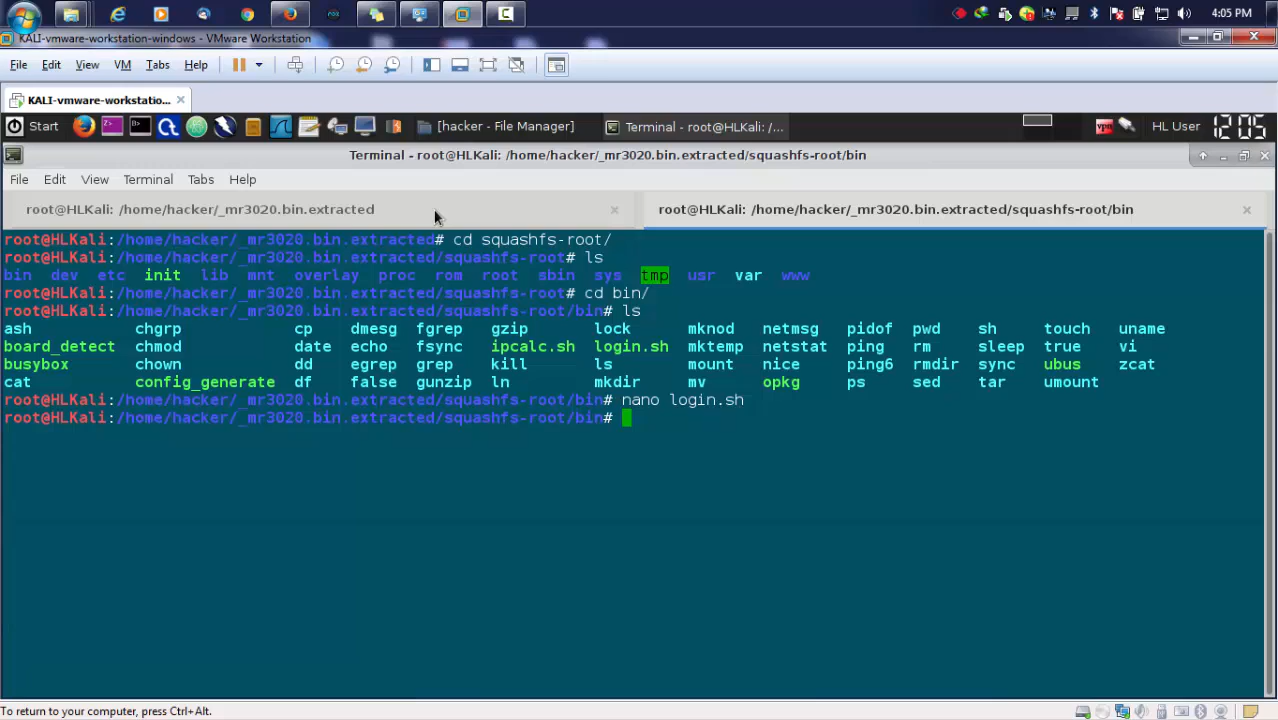 4:05 PM
KALI-vmware-workstation-windows - VMware Workstation
File Edit View VM Tabs Help
KALI-vmware-workstatio...
Start [hacker - File Manager] Terminal - root@HLKali: /... vpn HL User 12:05
Terminal - root@HLKali: /home/hacker/_mr3020.bin.extracted/squashfs-root/bin
File Edit View Terminal Tabs Help
root@HLKali: /home/hacker/_mr3020.bin.extracted root@HLKali: /home/hacker/_mr3020.bin.extracted/squashfs-root/bin
root@HLKali:/home/hacker/_mr3020.bin.extracted# cd squashfs-root/
root@HLKali:/home/hacker/_mr3020.bin.extracted/squashfs-root# ls
bin dev etc init lib mnt overlay proc rom root sbin sys tmp usr var www
root@HLKali:/home/hacker/_mr3020.bin.extracted/squashfs-root# cd bin/
root@HLKali:/home/hacker/_mr3020.bin.extracted/squashfs-root/bin# ls
ash chgrp cp dmesg fgrep gzip lock mknod netmsg pidof pwd sh touch uname
board_detect chmod date echo fsync ipcalc.sh login.sh mktemp netstat ping rm sleep true vi
busybox chown dd egrep grep kill ls mount nice ping6 rmdir sync ubus zcat
cat config_generate df false gunzip ln mkdir mv opkg ps sed tar umount
root@HLKali:/home/hacker/_mr3020.bin.extracted/squashfs-root/bin# nano login.sh
root@HLKali:/home/hacker/_mr3020.bin.extracted/squashfs-root/bin#
To return to your computer, press Ctrl+Alt.